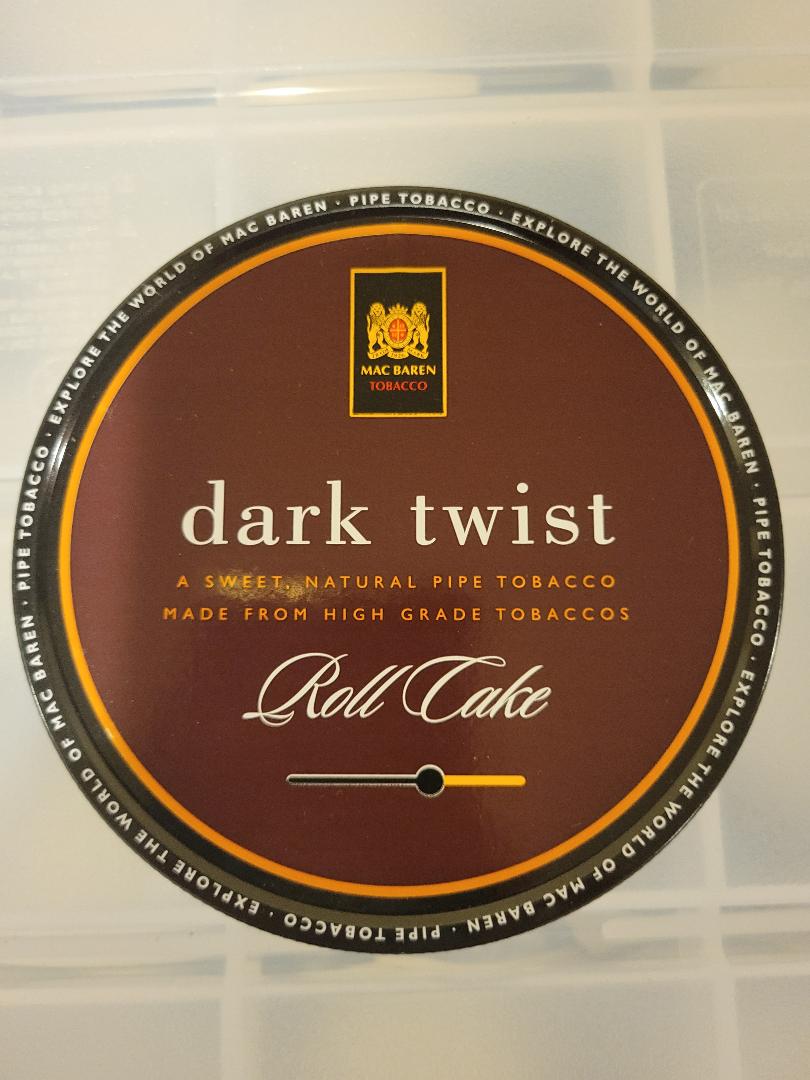 EXPLORE THE WORLD OF MAC BAREN · PIPE TOBACCO · EXPLORE THE WORLD OF MAC BAREN · PIPE TOBACCO · EXPLORE THE WORLD OF MAC BAREN · PIPE TOBACCO · EXPLORE THE WORLD OF MAC BAREN · PIPE TOBACCO ·
MAC BAREN
TOBACCO
dark twist
A SWEET, NATURAL PIPE TOBACCO
MADE FROM HIGH GRADE TOBACCOS
Roll Cake